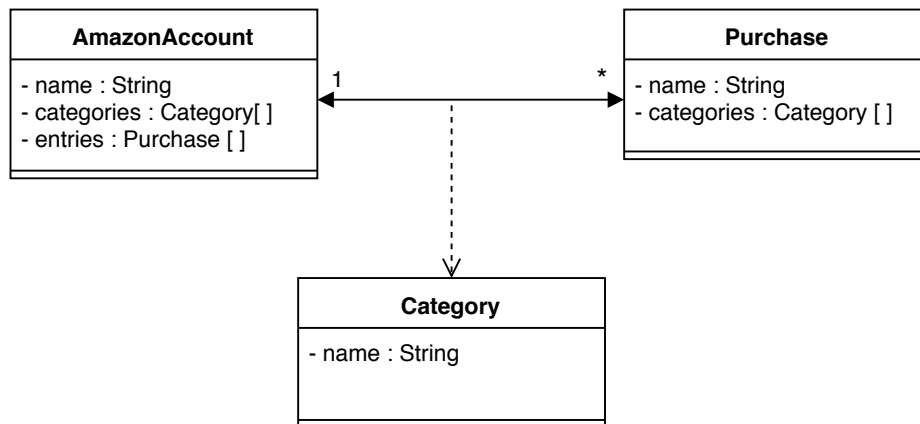 AmazonAccount
- name : String
- categories : Category[ ]
- entries : Purchase [ ]
1
*
Purchase
- name : String
- categories : Category [ ]
Category
- name : String